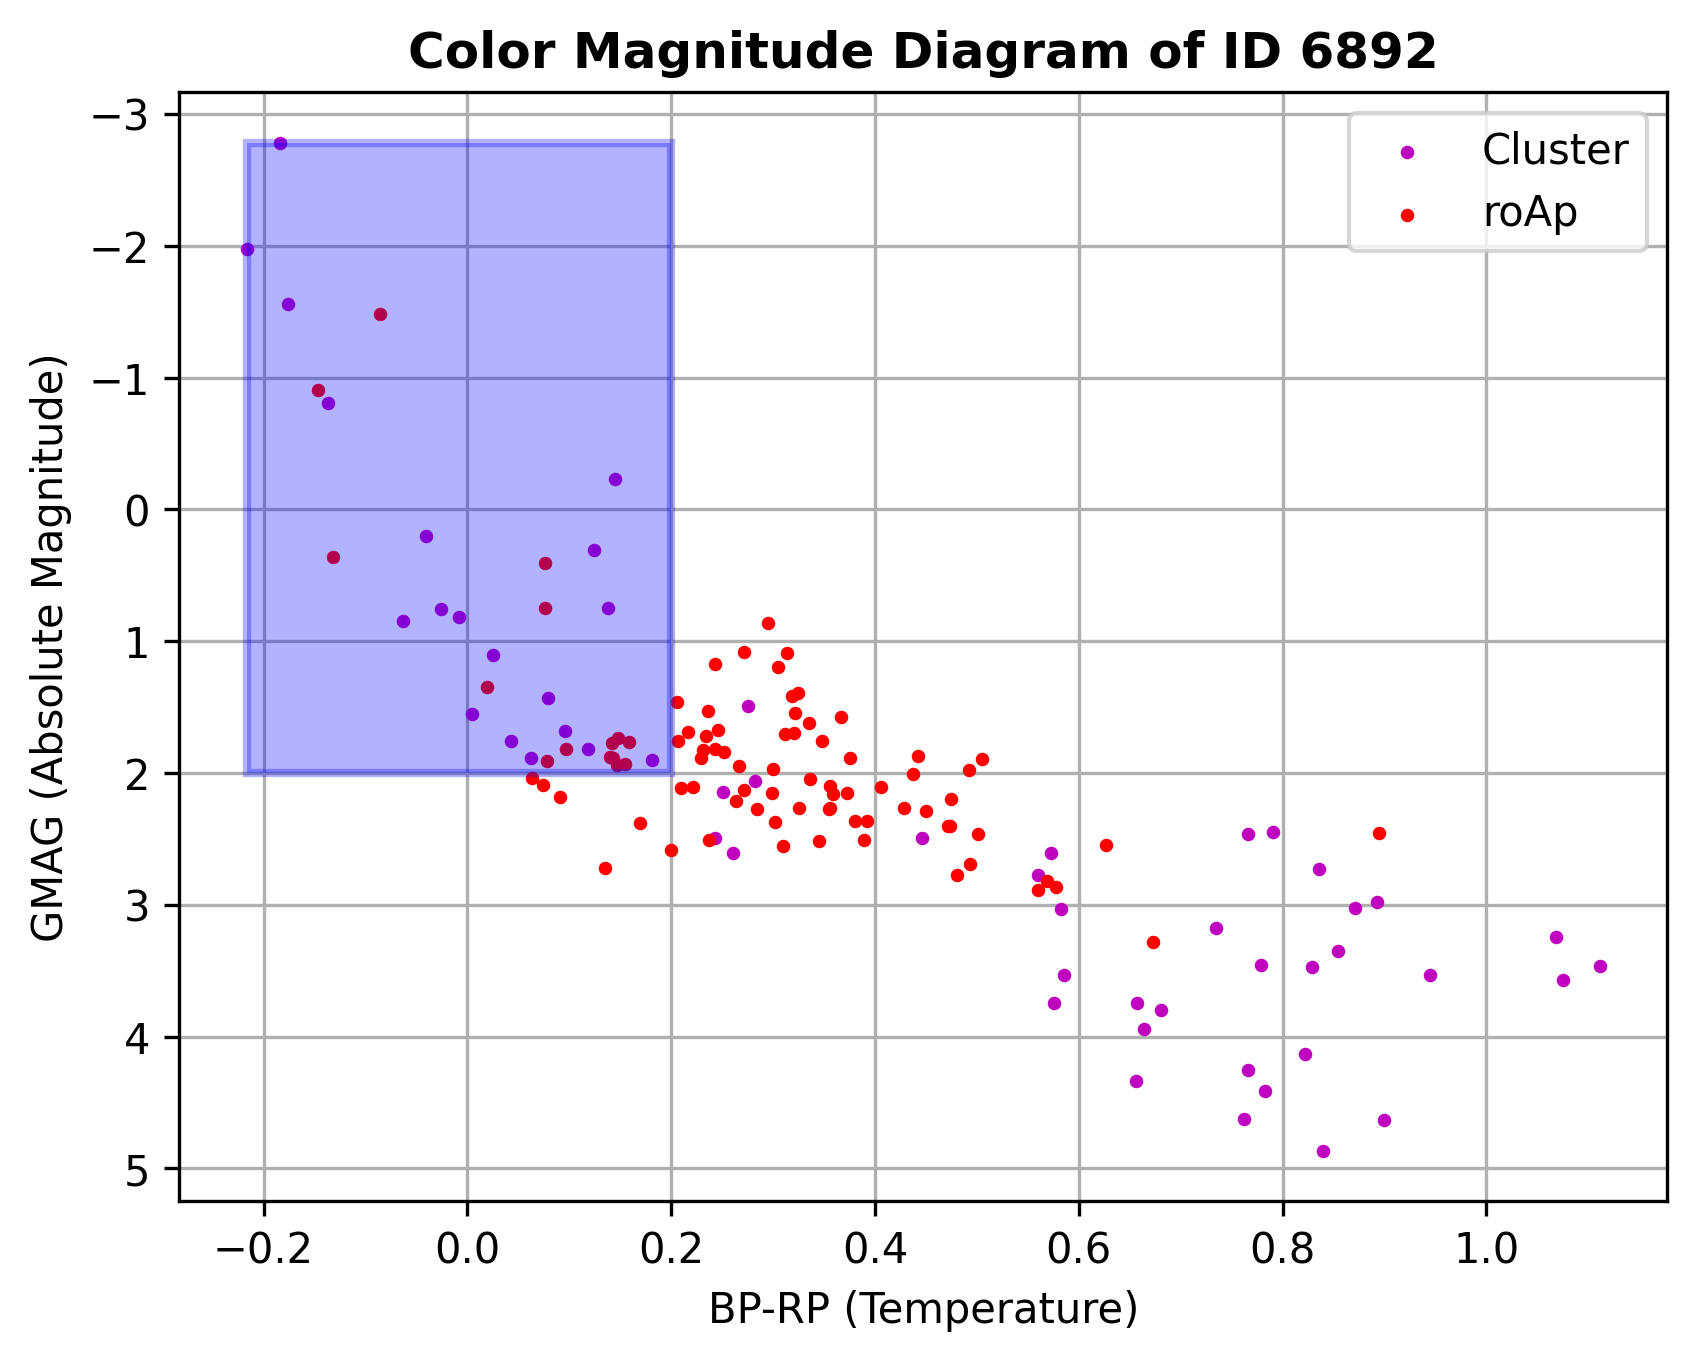 Color Magnitude Diagram of ID 6892
Cluster
roAp
GMAG (Absolute Magnitude)
−3
−2
−1
0
1
2
3
4
5
−0.2 0.0 0.2 0.4 0.6 0.8 1.0
BP-RP (Temperature)